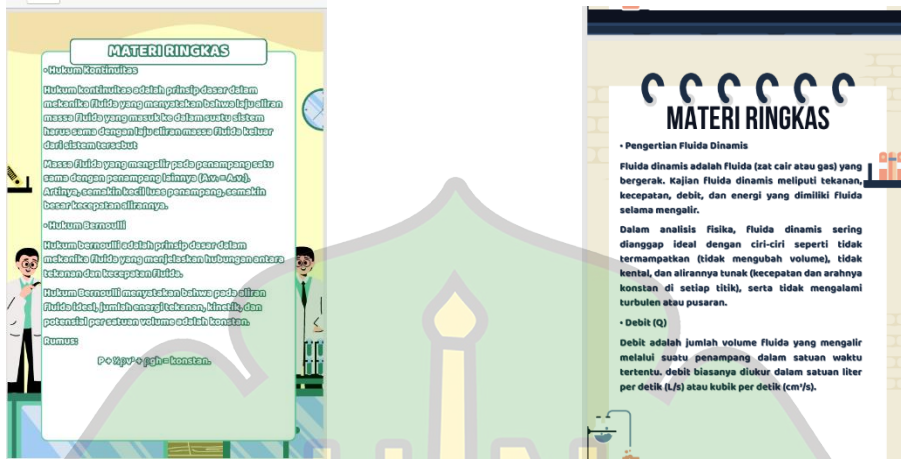 MATERI RINGKAS
• Hukum Kontinuitas
Hukum kontinuitas adalah prinsip dasar dalam
mekanika fluida yang menyatakan bahwa laju aliran
massa fluida yang masuk ke dalam suatu sistem
harus sama dengan laju aliran massa fluida keluar
dari sistem tersebut
Massa fluida yang mengalir pada penampang satu
sama dengan penampang lainnya (A.v. = A.v.).
Artinya, semakin kecil luas penampang, semakin
besar kecepatan alirannya.
• Hukum Bernoulli
Hukum bernoulli adalah prinsip dasar dalam
mekanika fluida yang menjelaskan hubungan antara
tekanan dan kecepatan fluida.
Hukum Bernoulli menyatakan bahwa pada aliran
fluida ideal, jumlah energi tekanan, kinetik, dan
potensial per satuan volume adalah konstan.
Rumus:
P + ½ρv² + ρgh = konstan.
MATERI RINGKAS
• Pengertian Fluida Dinamis
Fluida dinamis adalah fluida (zat cair atau gas) yang
bergerak. Kajian fluida dinamis meliputi tekanan,
kecepatan, debit, dan energi yang dimiliki fluida
selama mengalir.
Dalam analisis fisika, fluida dinamis sering
dianggap ideal dengan ciri-ciri seperti tidak
termampatkan (tidak mengubah volume), tidak
kental, dan alirannya tunak (kecepatan dan arahnya
konstan di setiap titik), serta tidak mengalami
turbulen atau pusaran.
• Debit (Q)
Debit adalah jumlah volume fluida yang mengalir
melalui suatu penampang dalam satuan waktu
tertentu. debit biasanya diukur dalam satuan liter
per detik (L/s) atau kubik per detik (cm³/s).